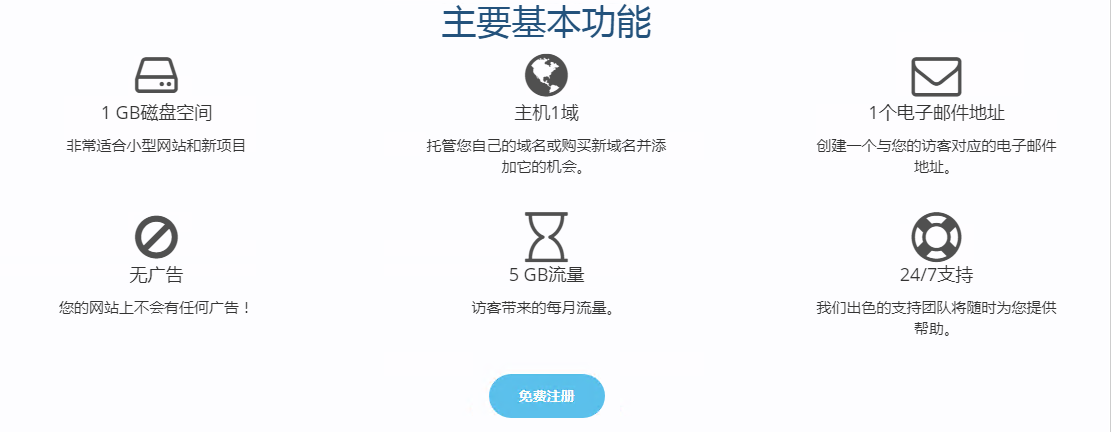 主要基本功能
1 GB磁盘空间
非常适合小型网站和新项目
主机1域
托管您自己的域名或购买新域名并添
加它的机会。
1个电子邮件地址
创建一个与您的访客对应的电子邮件
地址。
无广告
您的网站上不会有任何广告！
5 GB流量
访客带来的每月流量。
24/7支持
我们出色的支持团队将随时为您提供
帮助。
免费注册